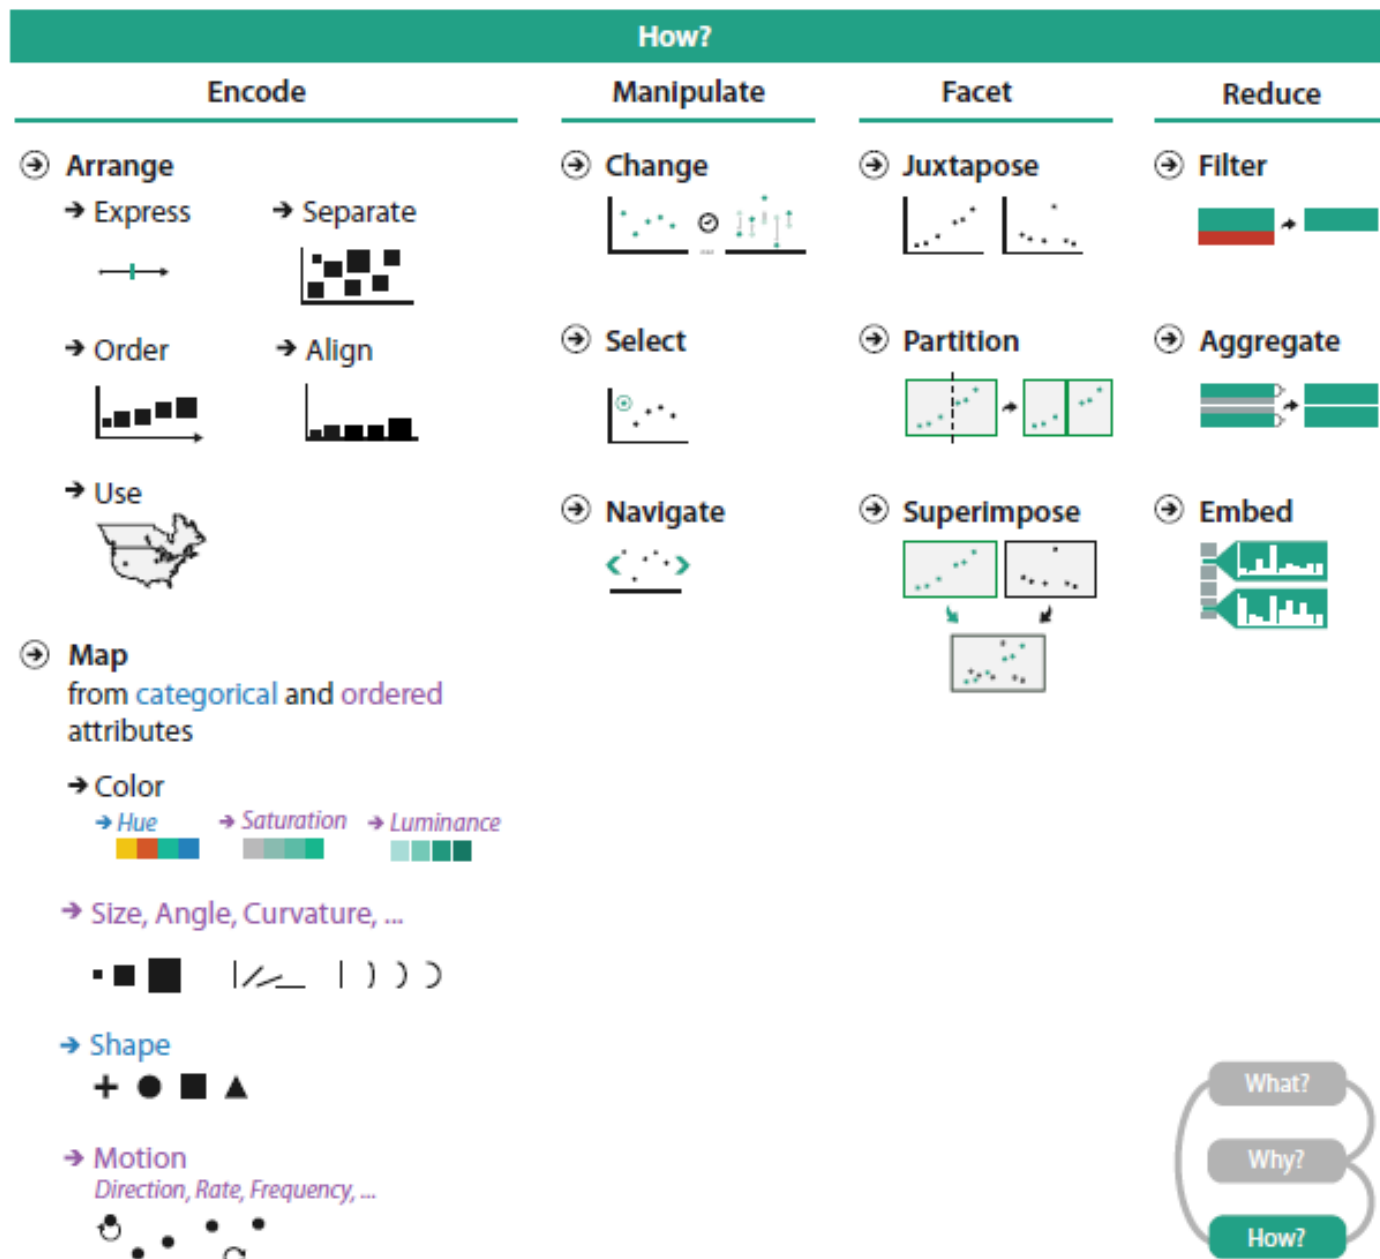 How?
Encode
Manipulate
Facet
Reduce
Arrange
Express
Separate
Order
Align
Use
Map
from categorical and ordered
attributes
Color
Hue
Saturation
Luminance
Size, Angle, Curvature, ...
Shape
Motion
Direction, Rate, Frequency, ...
Change
Select
Navigate
Juxtapose
Partition
Superimpose
Filter
Aggregate
Embed
What?
Why?
How?